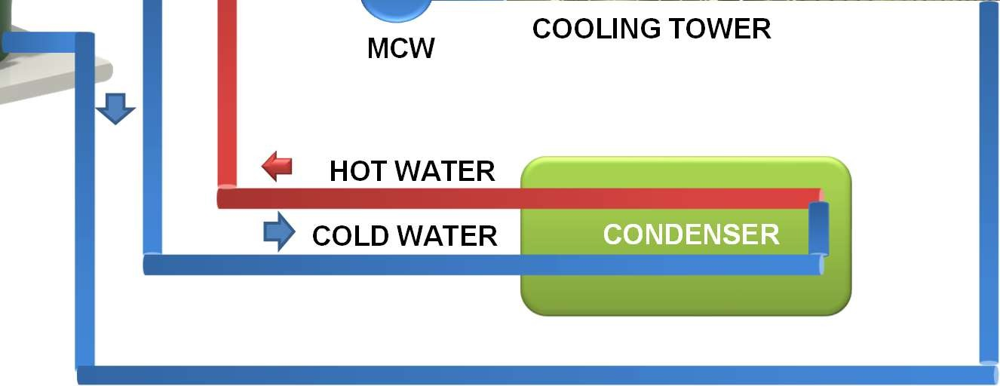 COOLING TOWER
MCW
HOT WATER
COLD WATER
CONDENSER